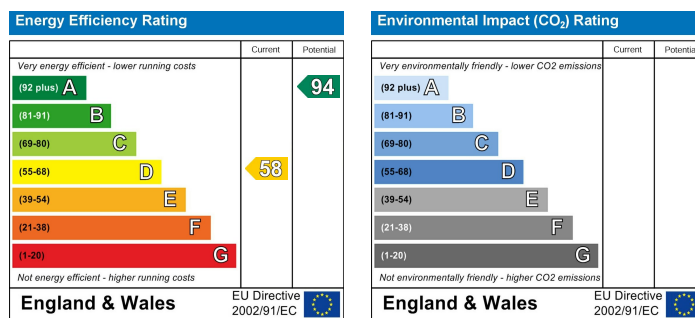 Energy Efficiency Rating
Current Potential
Very energy efficient - lower running costs
(92 plus) A
94
(81-91) B
(69-80) C
(55-68) D
58
(39-54) E
(21-38) F
(1-20) G
Not energy efficient - higher running costs
England & Wales
EU Directive
2002/91/EC
Environmental Impact (CO₂) Rating
Current Potential
Very environmentally friendly - lower CO2 emissions
(92 plus) A
(81-91) B
(69-80) C
(55-68) D
(39-54) E
(21-38) F
(1-20) G
Not environmentally friendly - higher CO2 emissions
England & Wales
EU Directive
2002/91/EC